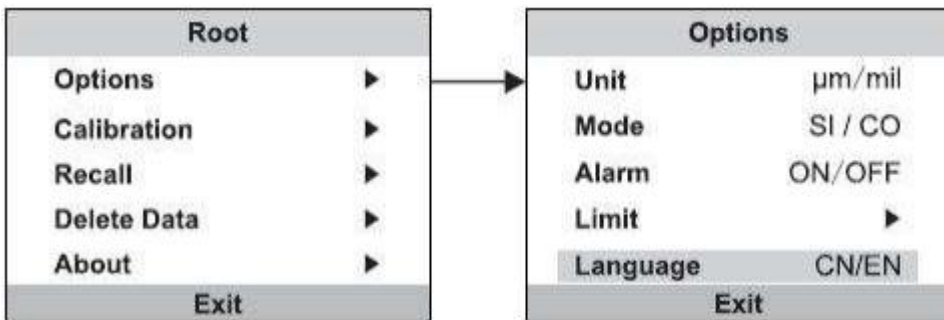 Root
Options ▶
Calibration ▶
Recall ▶
Delete Data ▶
About ▶
Exit
Options
Unit μm/mil
Mode SI / CO
Alarm ON/OFF
Limit ▶
Language CN/EN
Exit